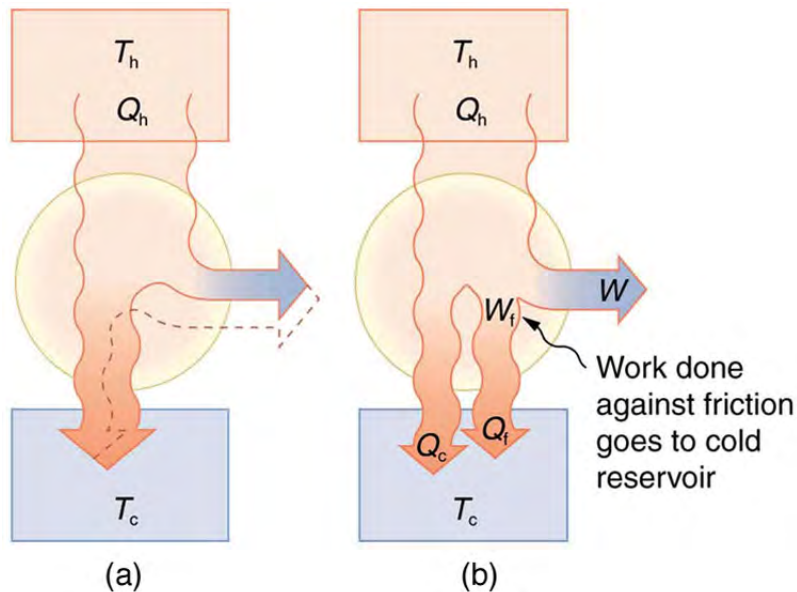 Th
Qh
Th
Qh
W
Wf
Work done
against friction
goes to cold
reservoir
Qc
Qf
Tc
Tc
(a)
(b)